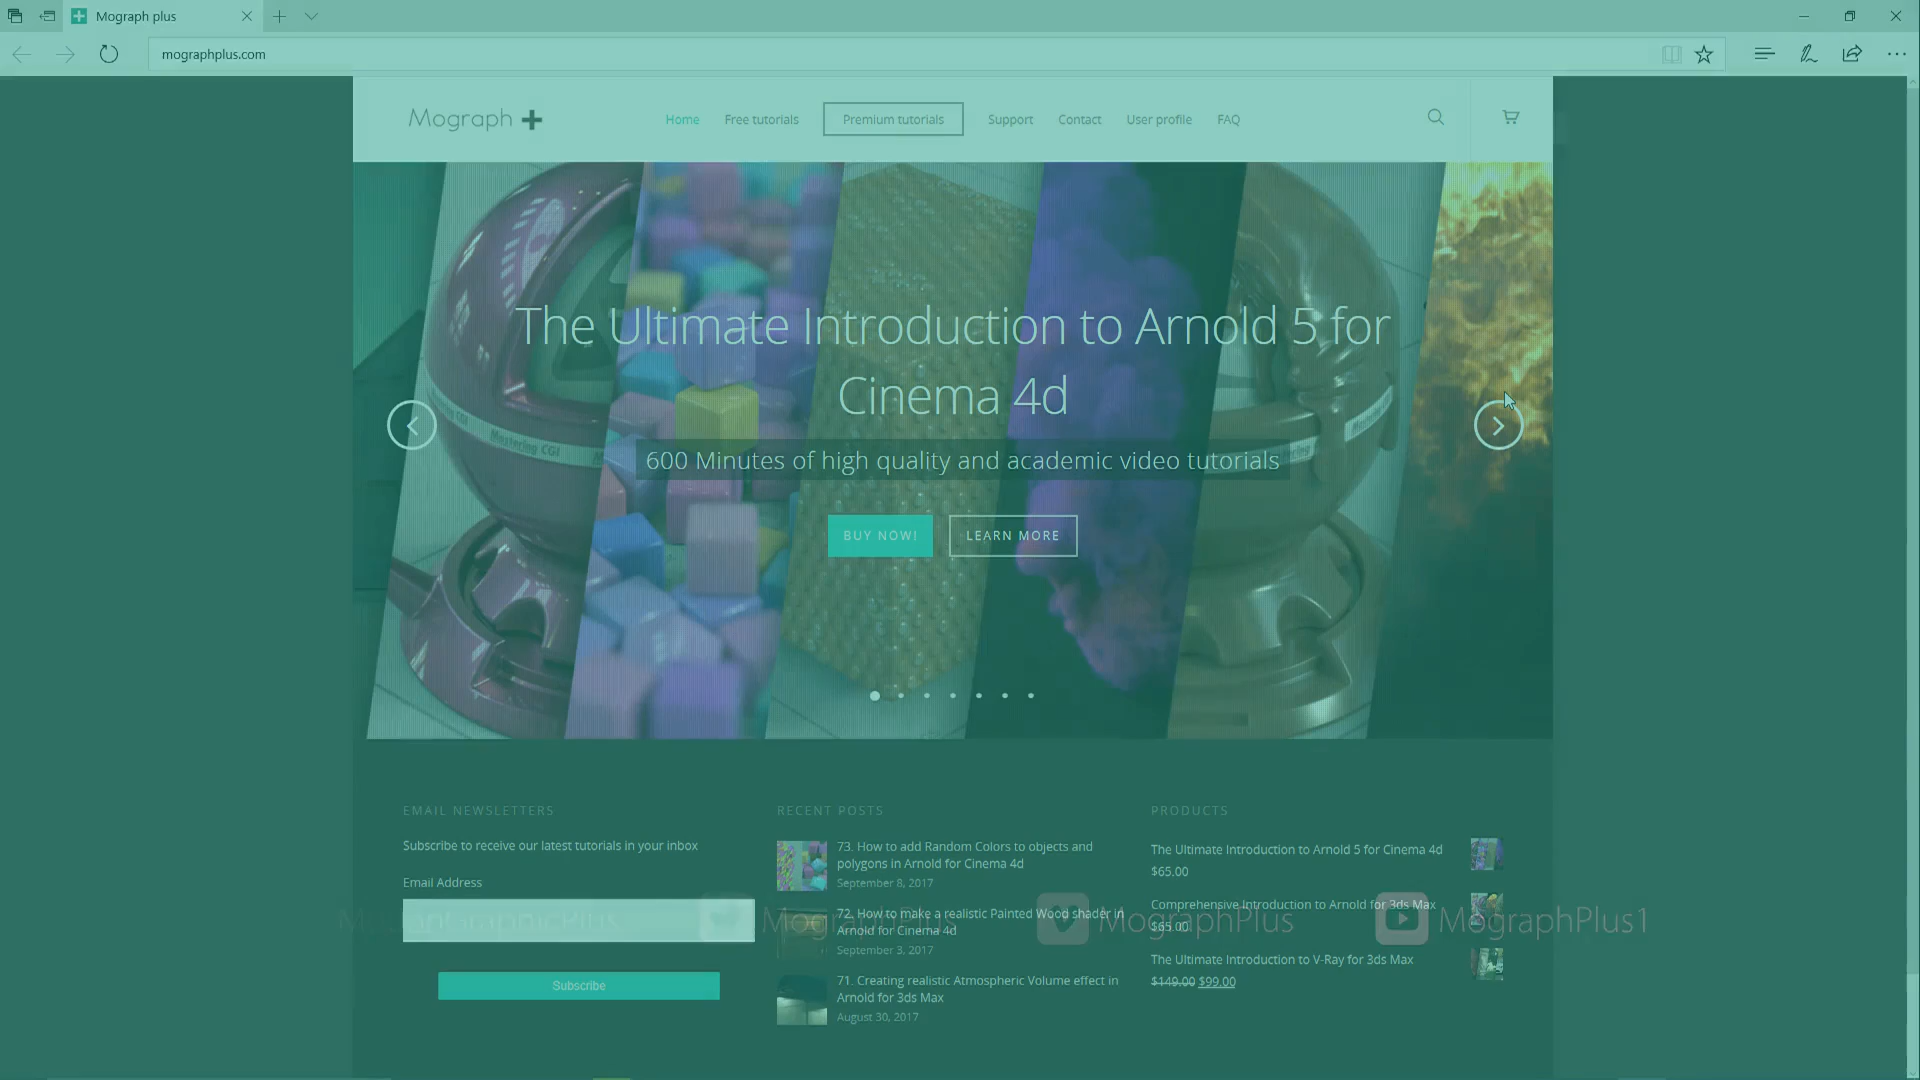 Mograph plus
mographplus.com
Mograph
Home Free tutorials Premium tutorials Support Contact User profile FAQ
The Ultimate Introduction to Arnold 5 for
Cinema 4d
600 Minutes of high quality and academic video tutorials
BUY NOW! LEARN MORE
Mastering CGI
EMAIL NEWSLETTERS
Subscribe to receive our latest tutorials in your inbox
Email Address
Subscribe
RECENT POSTS
73. How to add Random Colors to objects and
polygons in Arnold for Cinema 4d
September 8, 2017
72. How to make a realistic Painted Wood shader in
Arnold for Cinema 4d
September 3, 2017
71. Creating realistic Atmospheric Volume effect in
Arnold for 3ds Max
August 30, 2017
PRODUCTS
The Ultimate Introduction to Arnold 5 for Cinema 4d
$65.00
Comprehensive Introduction to Arnold for 3ds Max
$65.00
The Ultimate Introduction to V-Ray for 3ds Max
$149.00 $99.00
MographPlus
MographPlus
MographPlus1